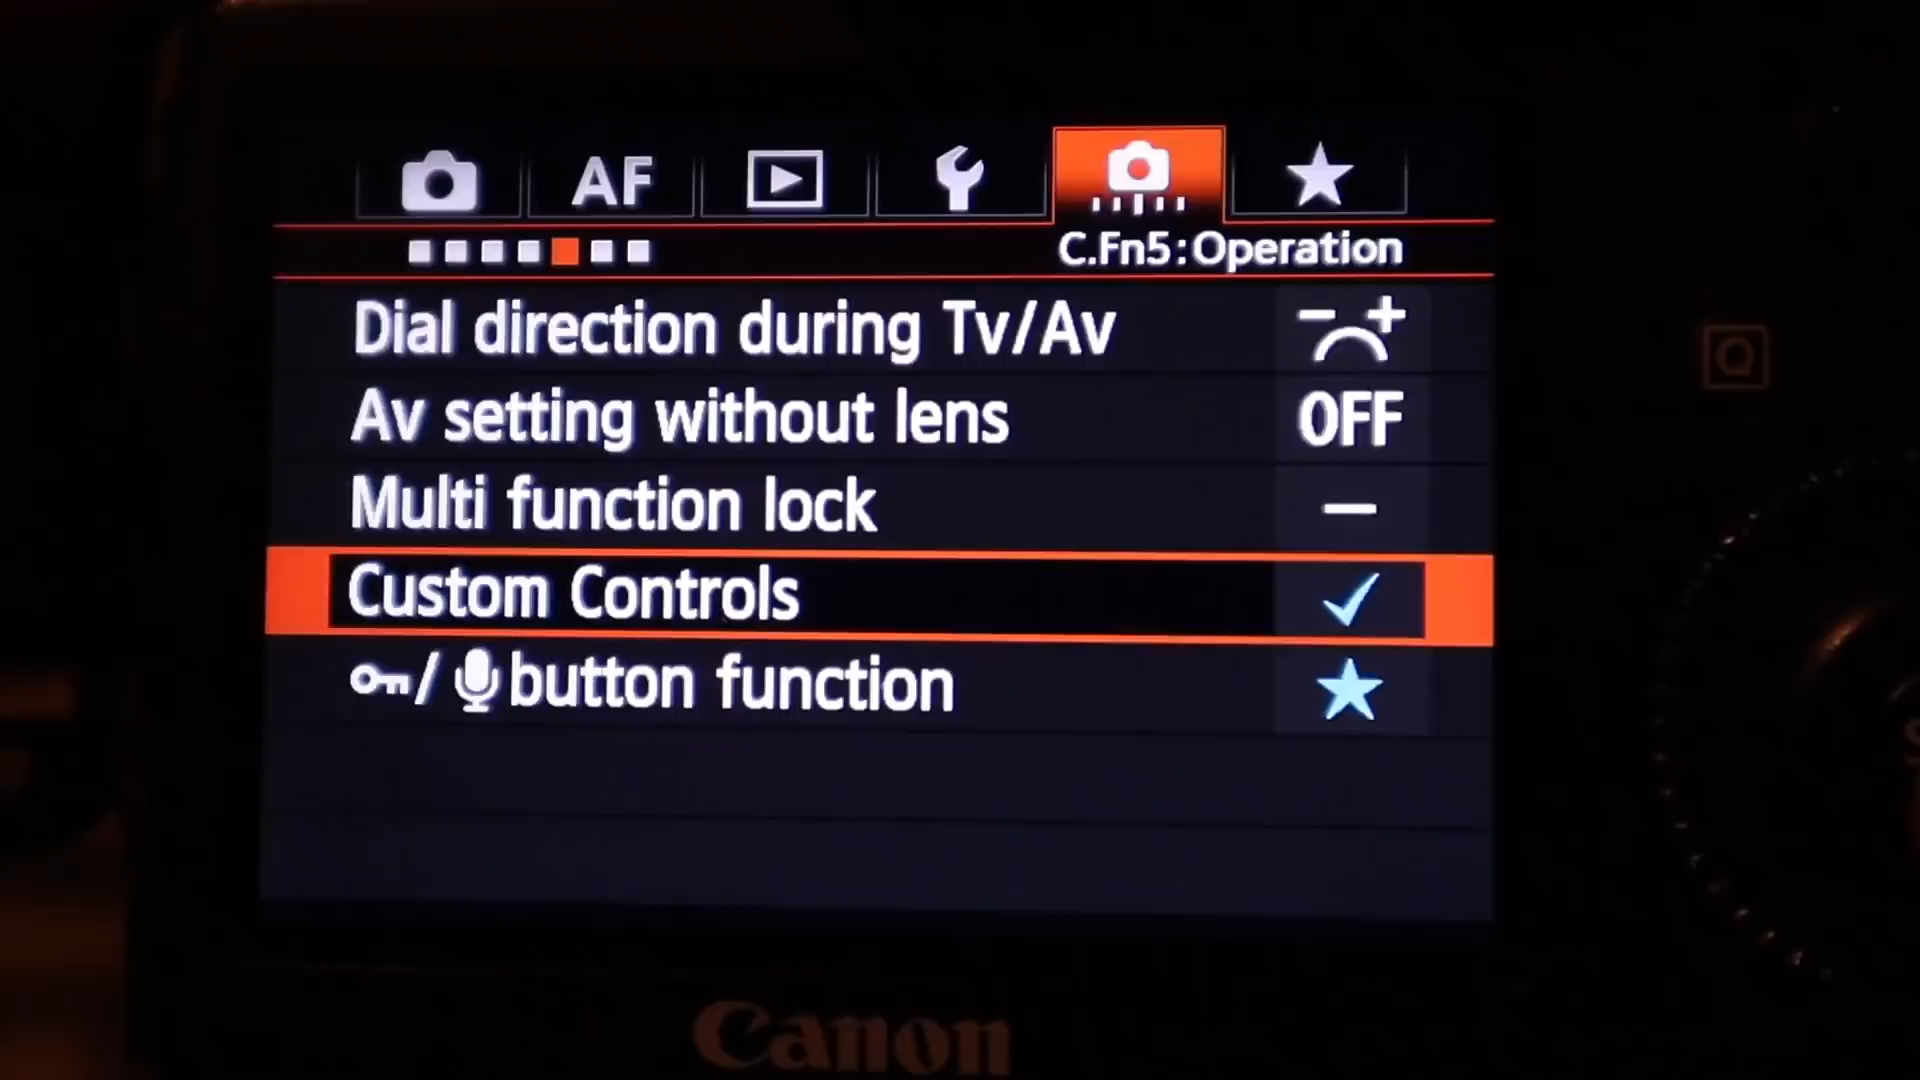 AF
C.Fn5:Operation
Dial direction during Tv/Av
Av setting without lens OFF
Multi function lock
Custom Controls
/ button function
Q
Canon